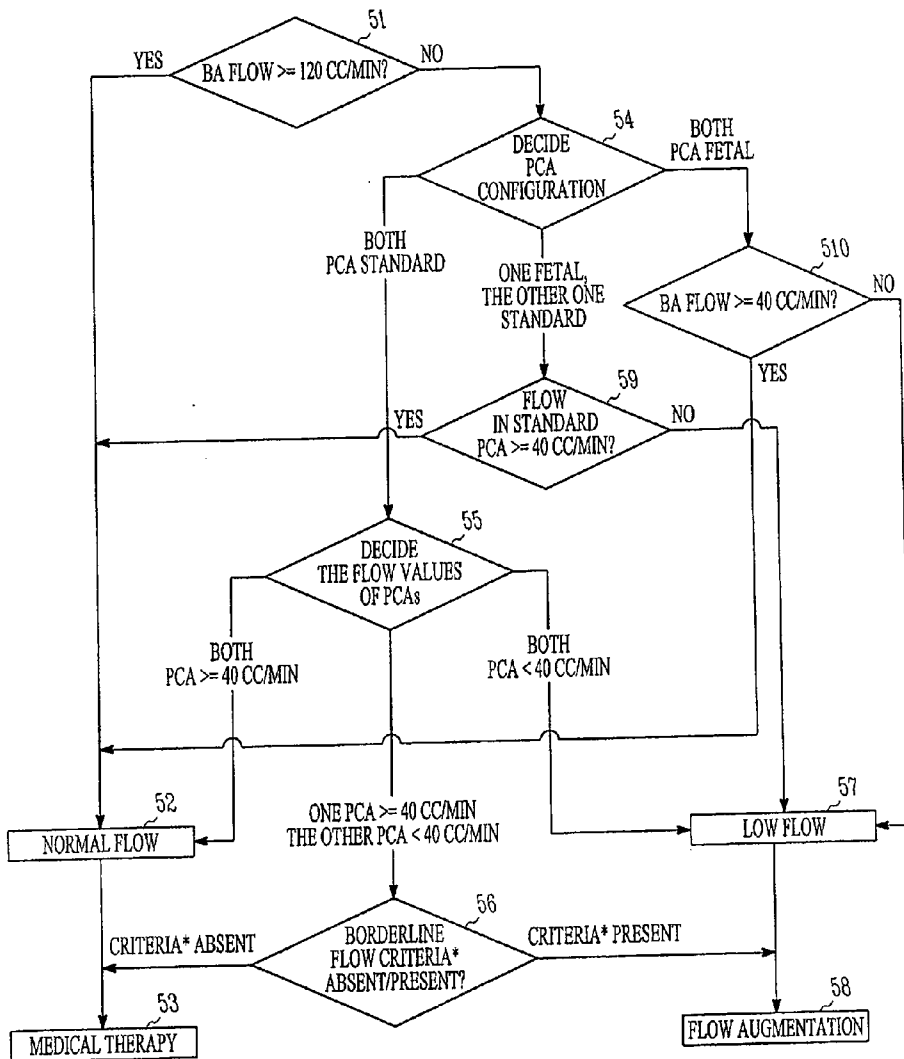 51
YES
BA FLOW >= 120 CC/MIN?
NO
54
DECIDE
PCA
CONFIGURATION
BOTH
PCA FETAL
BOTH
PCA STANDARD
ONE FETAL,
THE OTHER ONE
STANDARD
510
BA FLOW >= 40 CC/MIN?
NO
YES
59
YES
FLOW
IN STANDARD
PCA >= 40 CC/MIN?
NO
55
DECIDE
THE FLOW VALUES
OF PCAs
BOTH
PCA >= 40 CC/MIN
BOTH
PCA < 40 CC/MIN
52
NORMAL FLOW
ONE PCA >= 40 CC/MIN
THE OTHER PCA < 40 CC/MIN
57
LOW FLOW
56
CRITERIA* ABSENT
BORDERLINE
FLOW CRITERIA*
ABSENT/PRESENT?
CRITERIA* PRESENT
53
MEDICAL THERAPY
58
FLOW AUGMENTATION